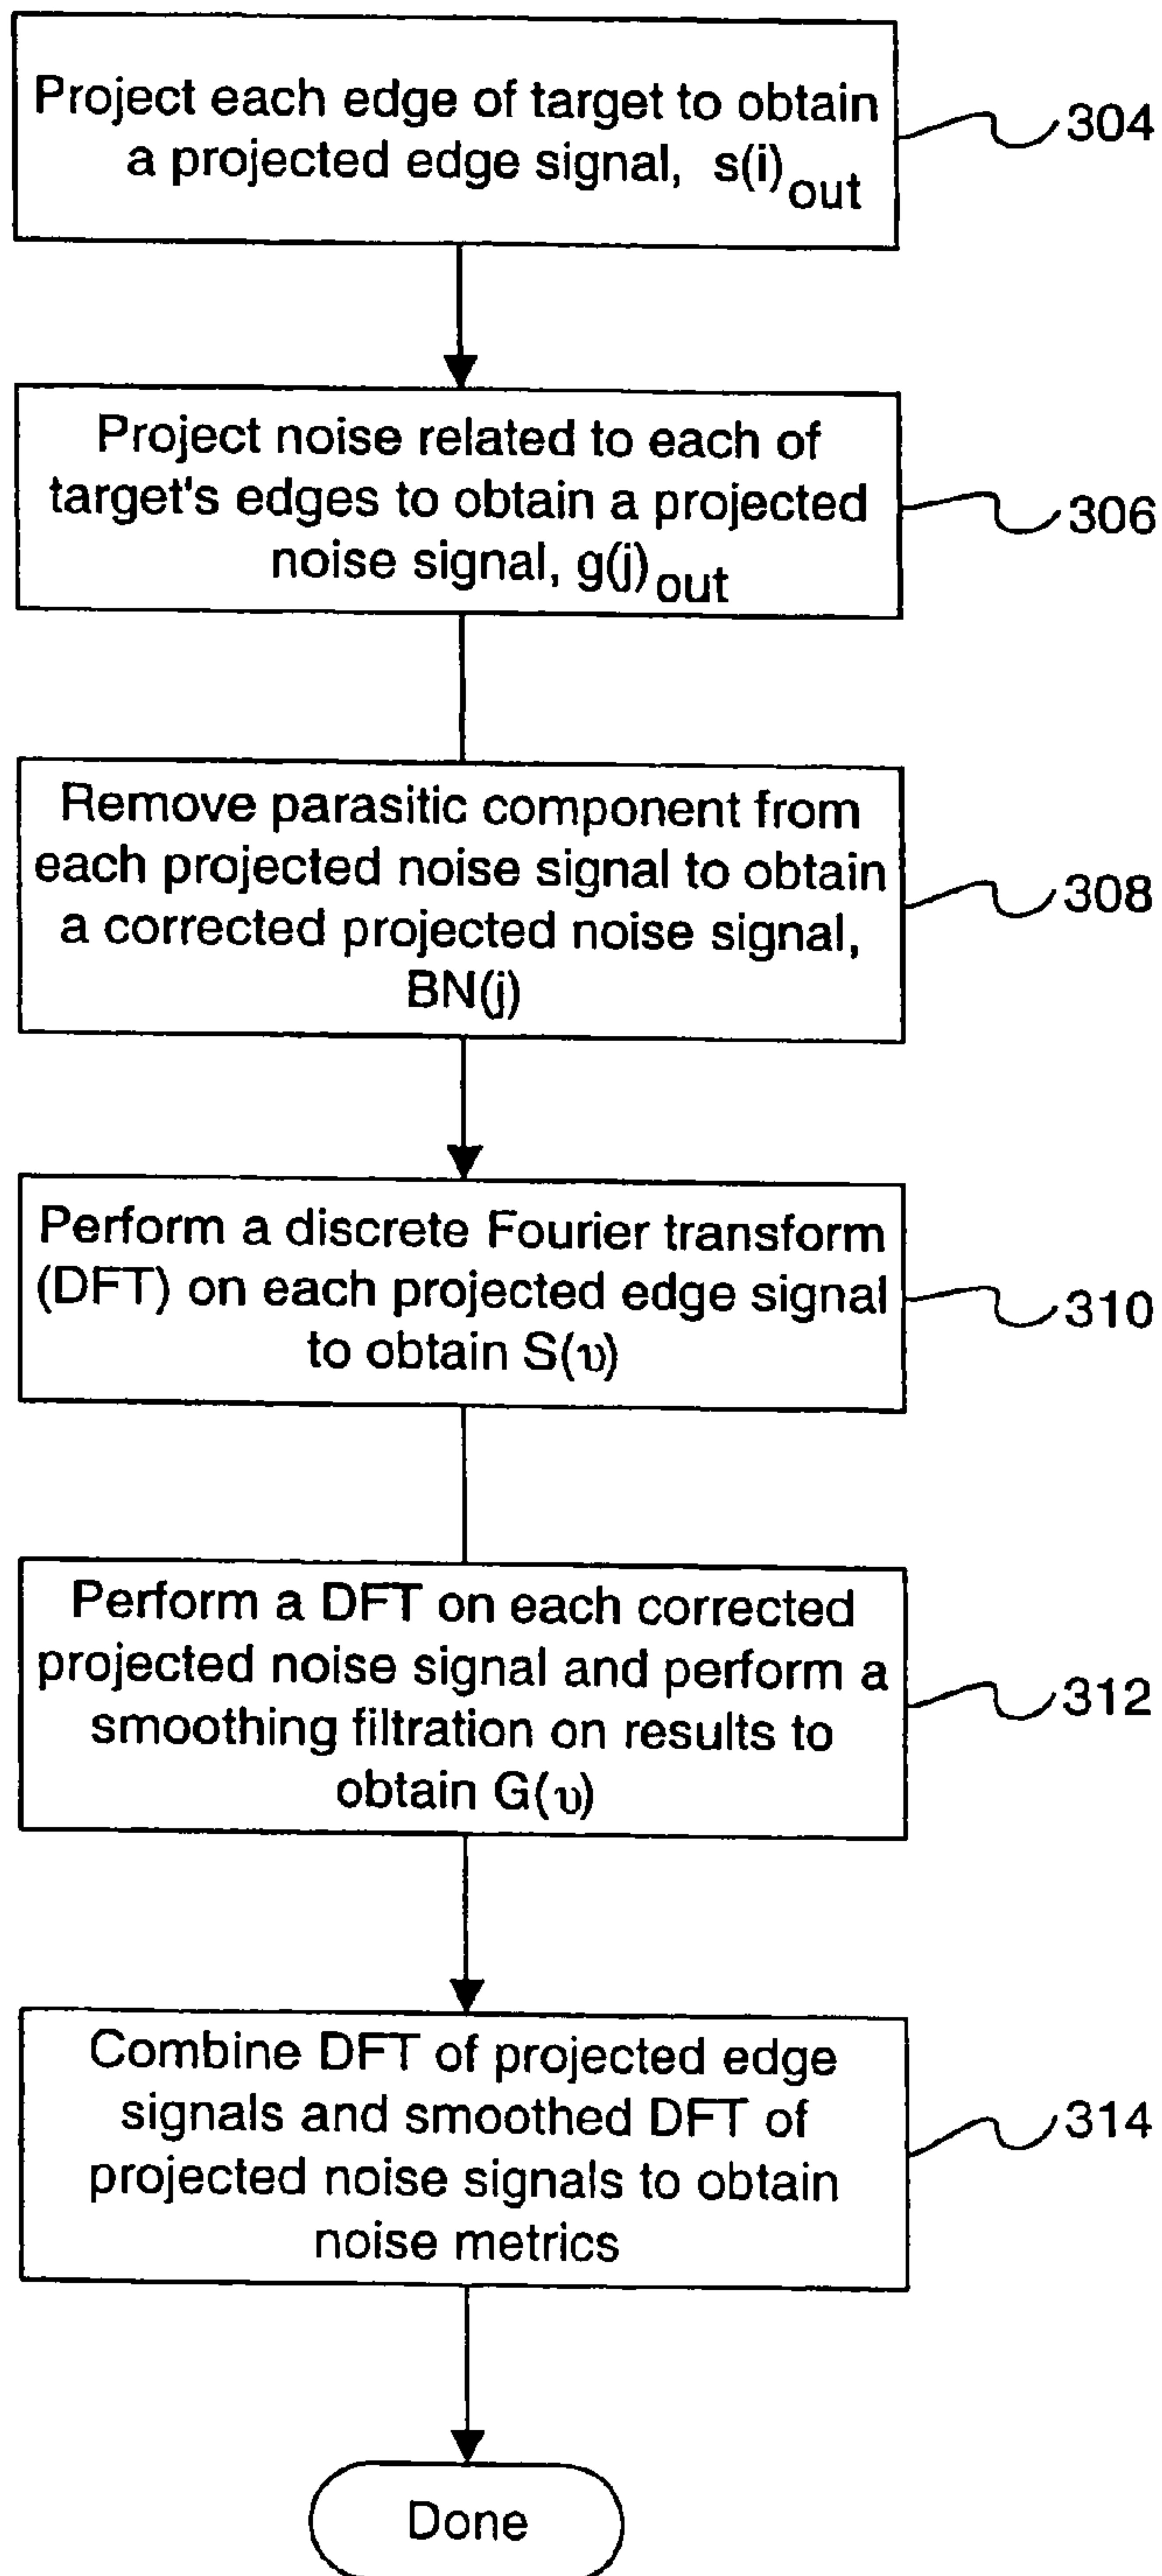 Project each edge of target to obtain
a projected edge signal, s(i)out
304
Project noise related to each of
target's edges to obtain a projected
noise signal, g(j)out
306
Remove parasitic component from
each projected noise signal to obtain
a corrected projected noise signal,
BN(j)
308
Perform a discrete Fourier transform
(DFT) on each projected edge signal
to obtain S(υ)
310
Perform a DFT on each corrected
projected noise signal and perform a
smoothing filtration on results to
obtain G(υ)
312
Combine DFT of projected edge
signals and smoothed DFT of
projected noise signals to obtain
noise metrics
314
Done